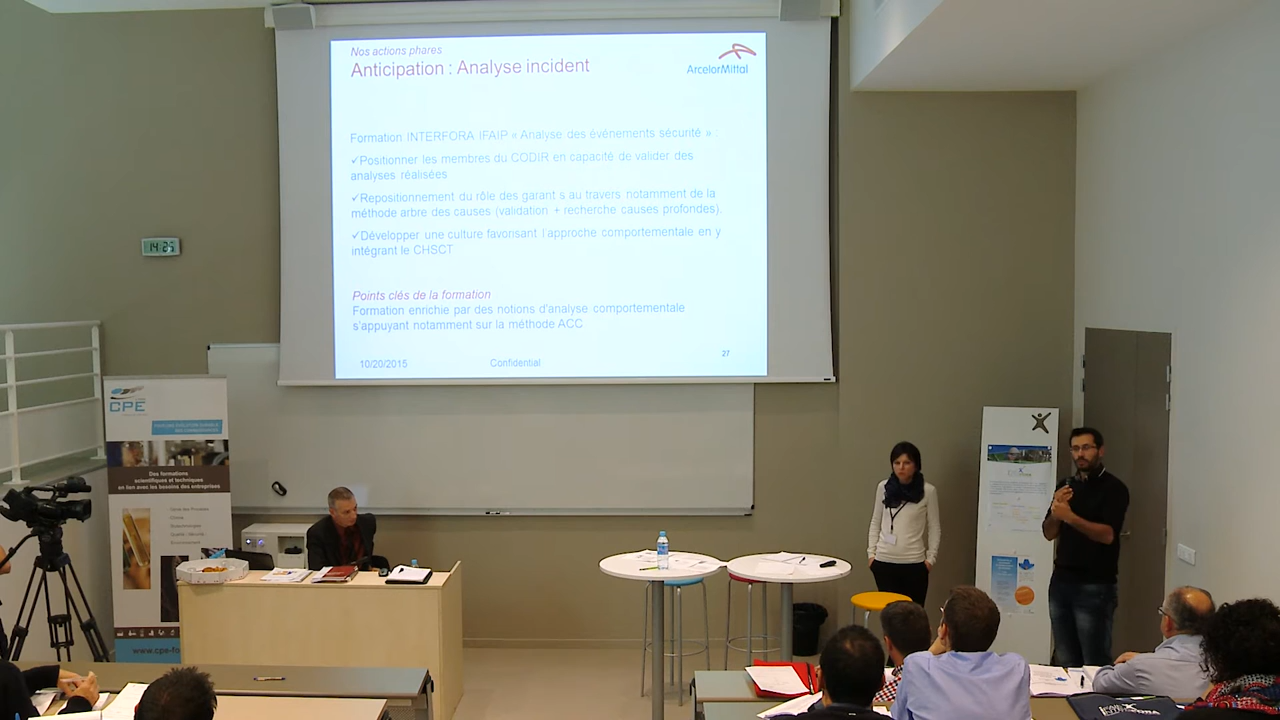 Nos actions phares
Anticipation : Analyse incident
ArcelorMittal
Formation INTERFORA IFAIP « Analyse des événements sécurité » :
✓Positionner les membres du CODIR en capacité de valider des
analyses réalisées
✓Repositionnement du rôle des garant s au travers notamment de la
méthode arbre des causes (validation + recherche causes profondes).
✓Développer une culture favorisant l'approche comportementale en y
intégrant le CHSCT
Points clés de la formation
Formation enrichie par des notions d'analyse comportementale
s'appuyant notamment sur la méthode ACC
10/20/2015
Confidential
27
14:26
CPE
Des formations
scientifiques et techniques
en lien avec les besoins des entreprises
www.cpe-fo